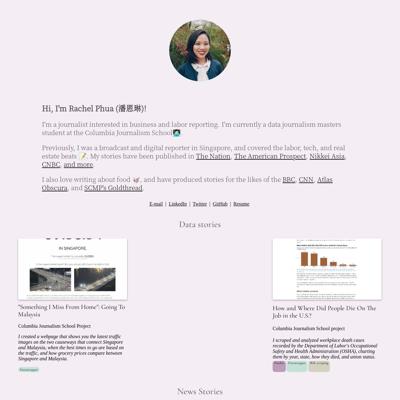 Hi, I'm Rachel Phua (潘恩琳)!
I'm a journalist interested in business and labor reporting. I'm currently a data journalism masters
student at the Columbia Journalism School
Previously, I was a broadcast and digital reporter in Singapore, and covered the labor, tech, and real
estate beats. My stories have been published in The Nation, The American Prospect, Nikkei Asia,
CNBC, and more.
I also love writing about food, and have produced stories for the likes of the BBC, CNN, Atlas
Obscura, and SCMP's Goldthread.
E-mail | LinkedIn | Twitter | GitHub | Resume
Data stories
IN SINGAPORE.
"Something I Miss From Home": Going To
Malaysia
Columbia Journalism School Project
I created a webpage that shows you the latest traffic
images on the two causeways that connect Singapore
and Malaysia, when the best times to go are based on
the traffic, and how grocery prices compare between
Singapore and Malaysia.
How and Where Did People Die On The
Job in the U.S.?
Columbia Journalism School project
I scraped and analyzed workplace death cases
recorded by the Department of Labor's Occupational
Safety and Health Administration (OSHA), charting
them by year, state, how they died, and union status.
News Stories